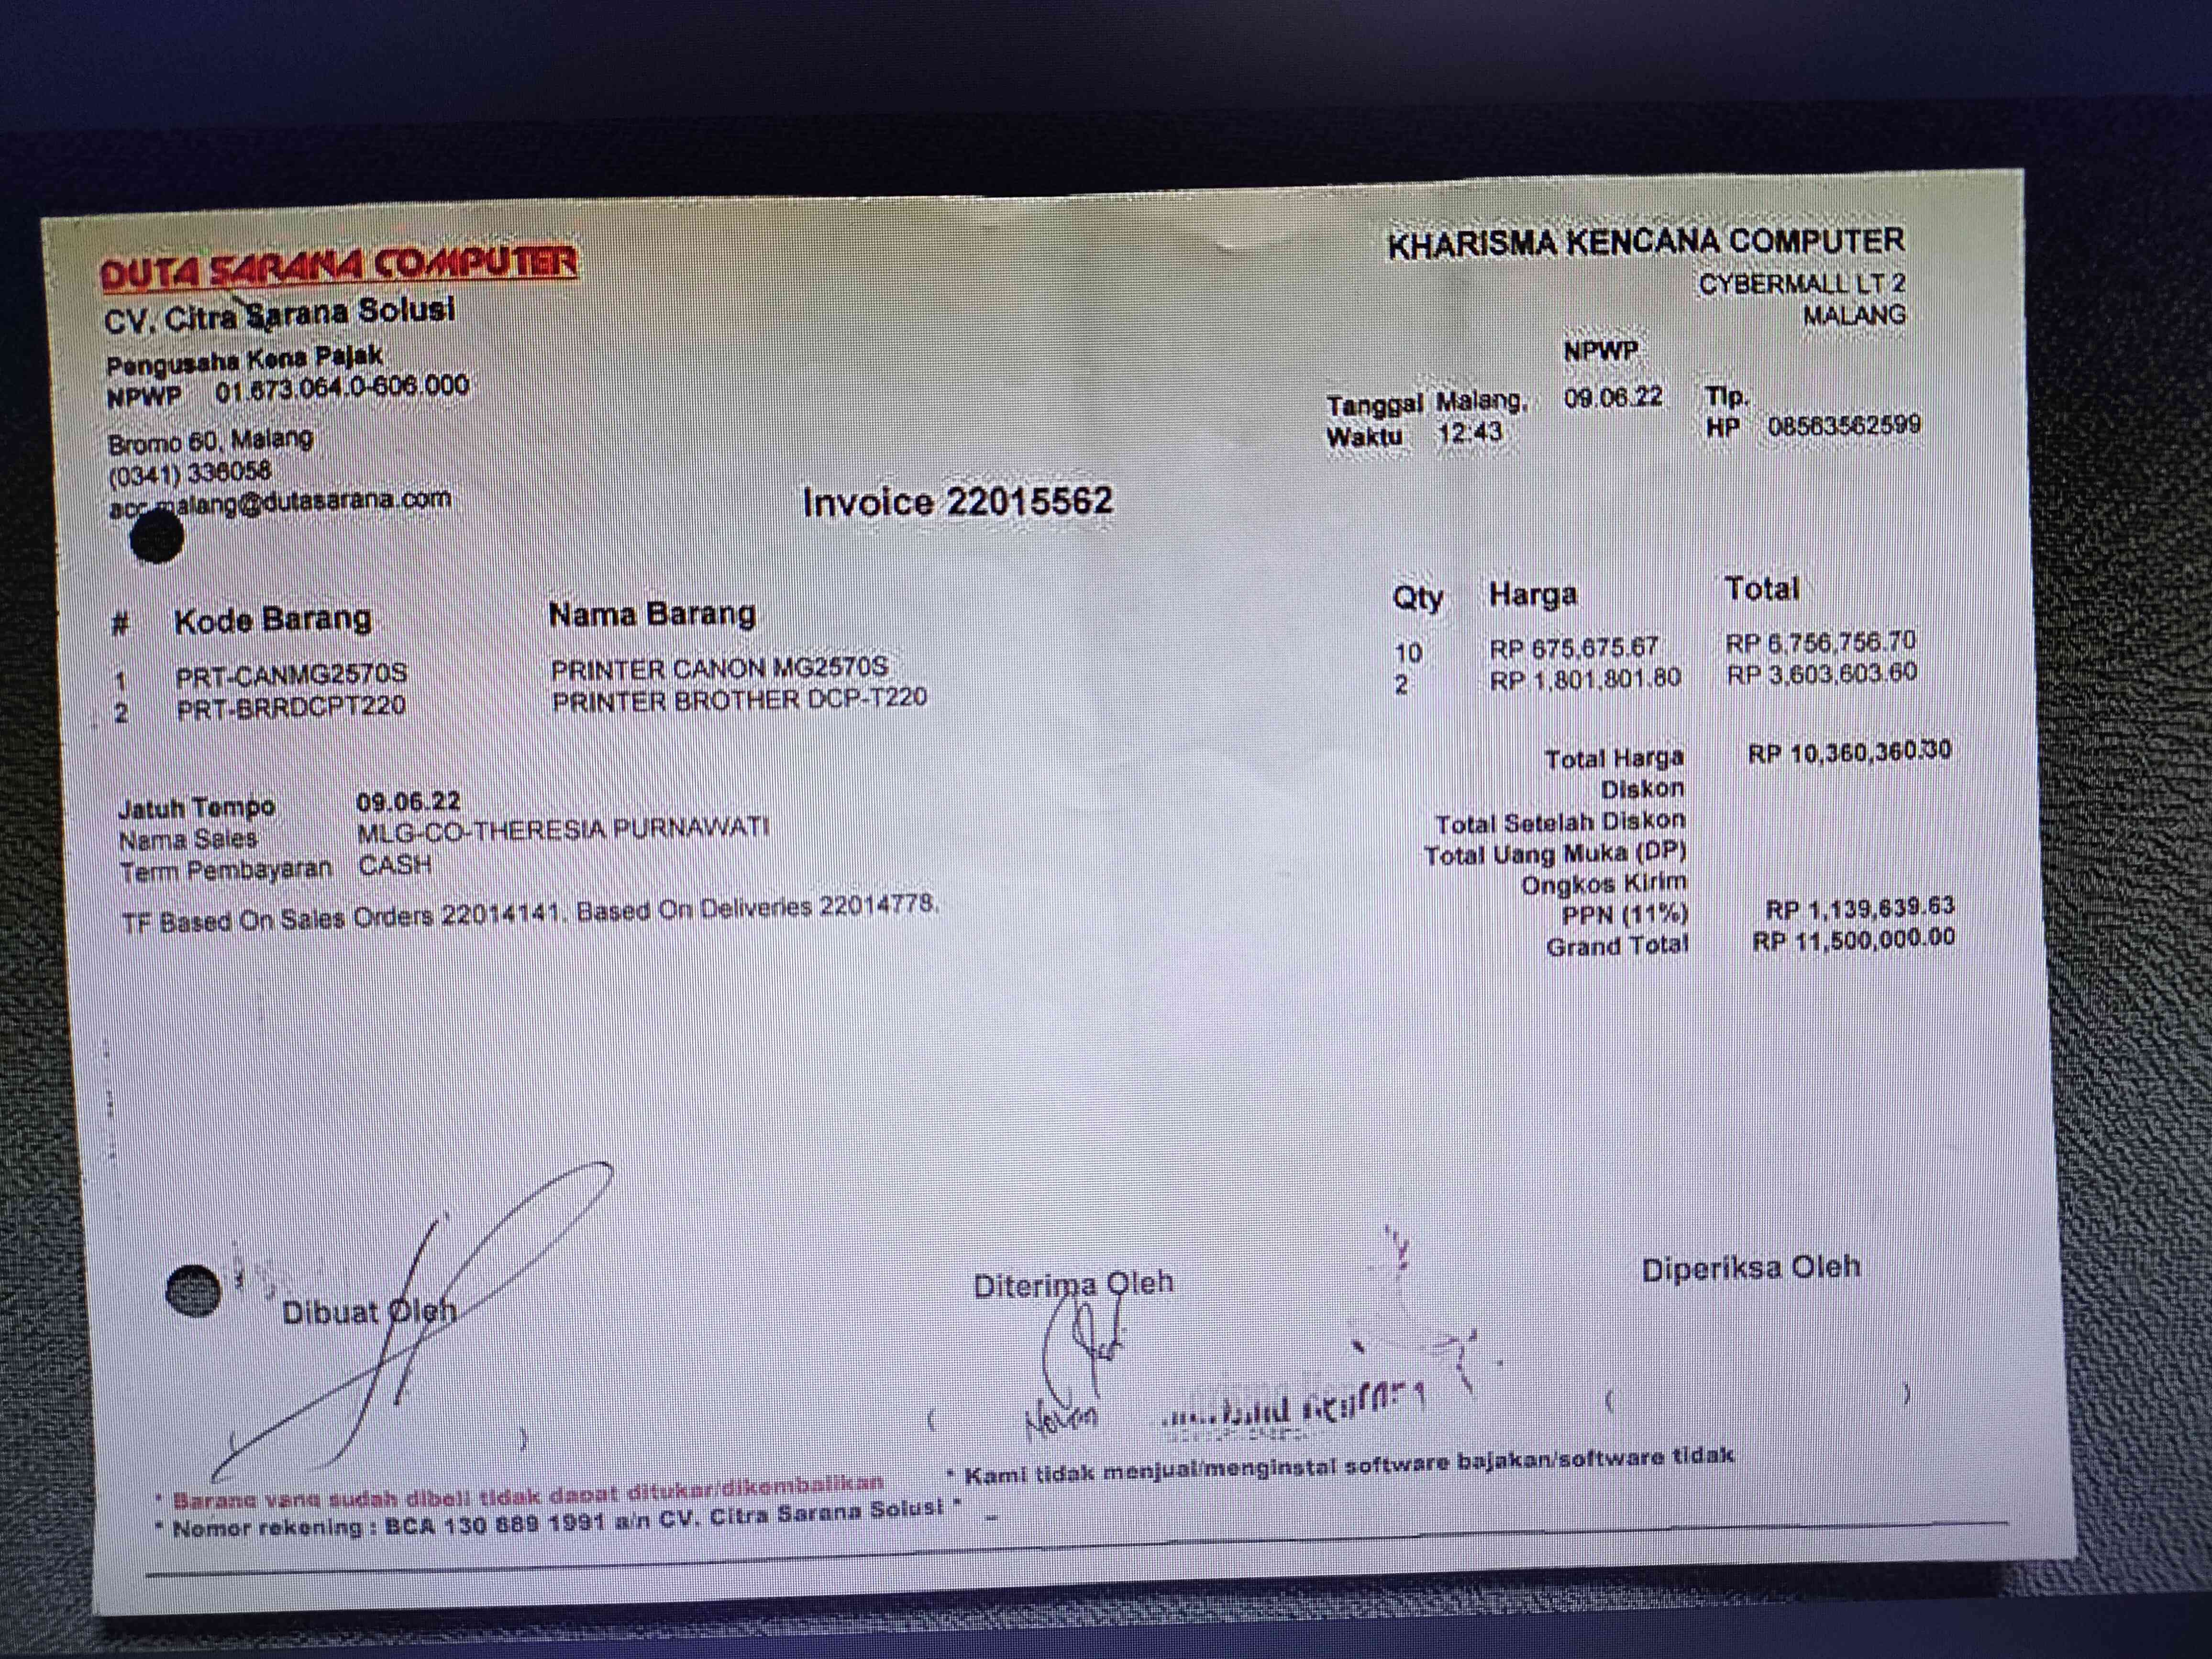 DUTA SARANA COMPUTER
CV. Citra Sarana Solusi
Pengusaha Kena Pajak
NPWP 01.673.064.0-606.000
Bromo 60, Malang
(0341) 336058
acc.malang@dutasarana.com
KHARISMA KENCANA COMPUTER
CYBERMALL LT 2
MALANG
NPWP
Tanggal Malang, 09.06.22 Tlp.
Waktu 12:43 HP 08563562599
Invoice 22015562
# Kode Barang Nama Barang Qty Harga Total
1 PRT-CANMG2570S PRINTER CANON MG2570S 10 RP 675,675.67 RP 6,756,756.70
2 PRT-BRRDCPT220 PRINTER BROTHER DCP-T220 2 RP 1,801,801.80 RP 3,603,603.60
Jatuh Tempo 09.06.22
Nama Sales MLG-CO-THERESIA PURNAWATI
Term Pembayaran CASH
TF Based On Sales Orders 22014141. Based On Deliveries 22014778.
Total Harga RP 10,360,360.30
Diskon
Total Setelah Diskon
Total Uang Muka (DP)
Ongkos Kirim
PPN (11%) RP 1,139,639.63
Grand Total RP 11,500,000.00
Dibuat Oleh
Diterima Oleh
Diperiksa Oleh
* Barang yang sudah dibeli tidak dapat ditukar/dikembalikan
* Nomor rekening : BCA 130 889 1991 a/n CV. Citra Sarana Solusi *
* Kami tidak menjual/menginstal software bajakan/software tidak